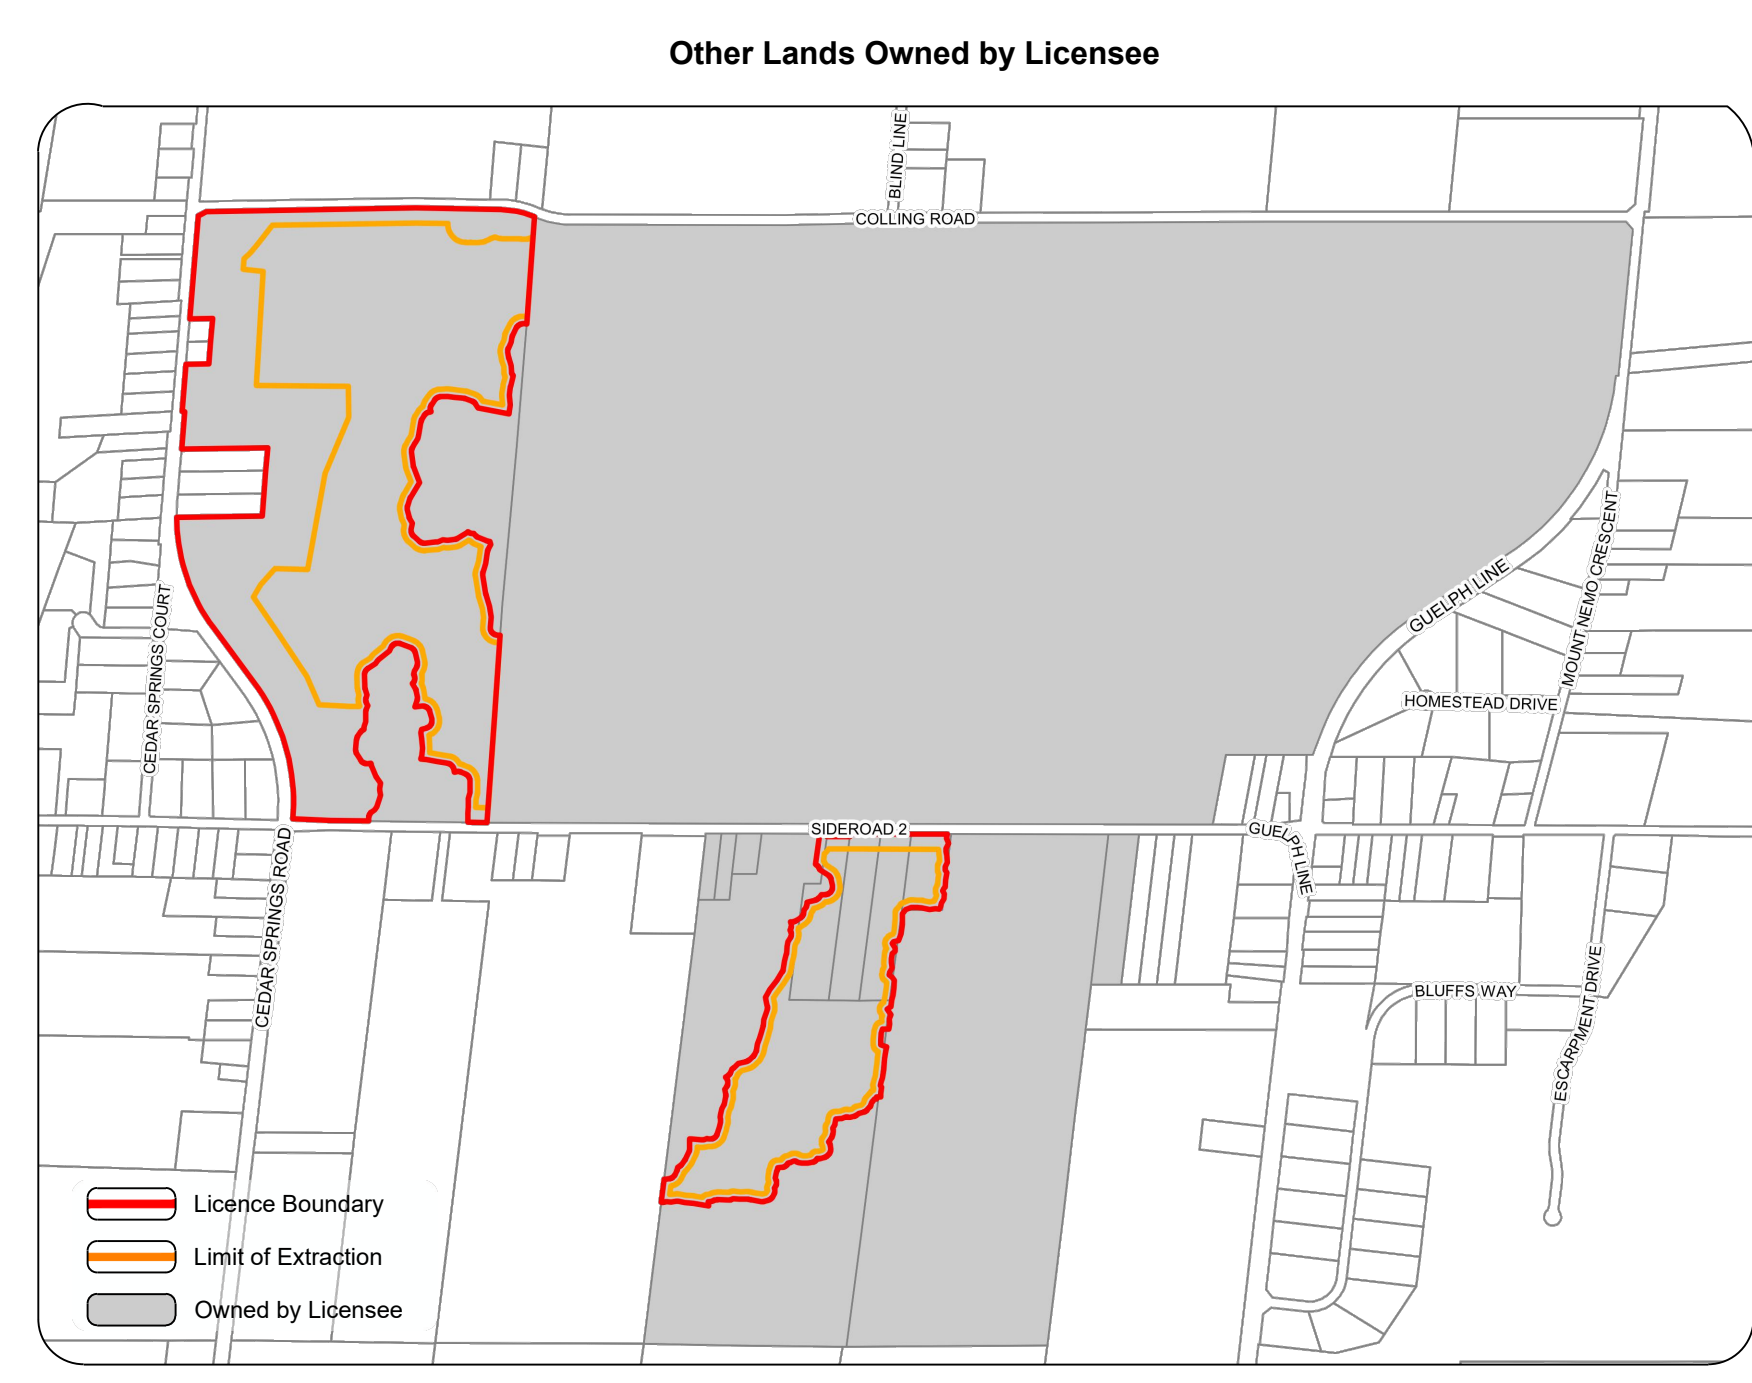 Other Lands Owned by Licensee
BLIND LINE
COLLING ROAD
MOUNT NEMO CRESCENT
GUELPH LINE
CEDAR SPRINGS COURT
HOMESTEAD DRIVE
SIDEROAD 2
GUELPH LINE
CEDAR SPRINGS ROAD
BLUFFS WAY
ESCARPMENT DRIVE
Licence Boundary
Limit of Extraction
Owned by Licensee